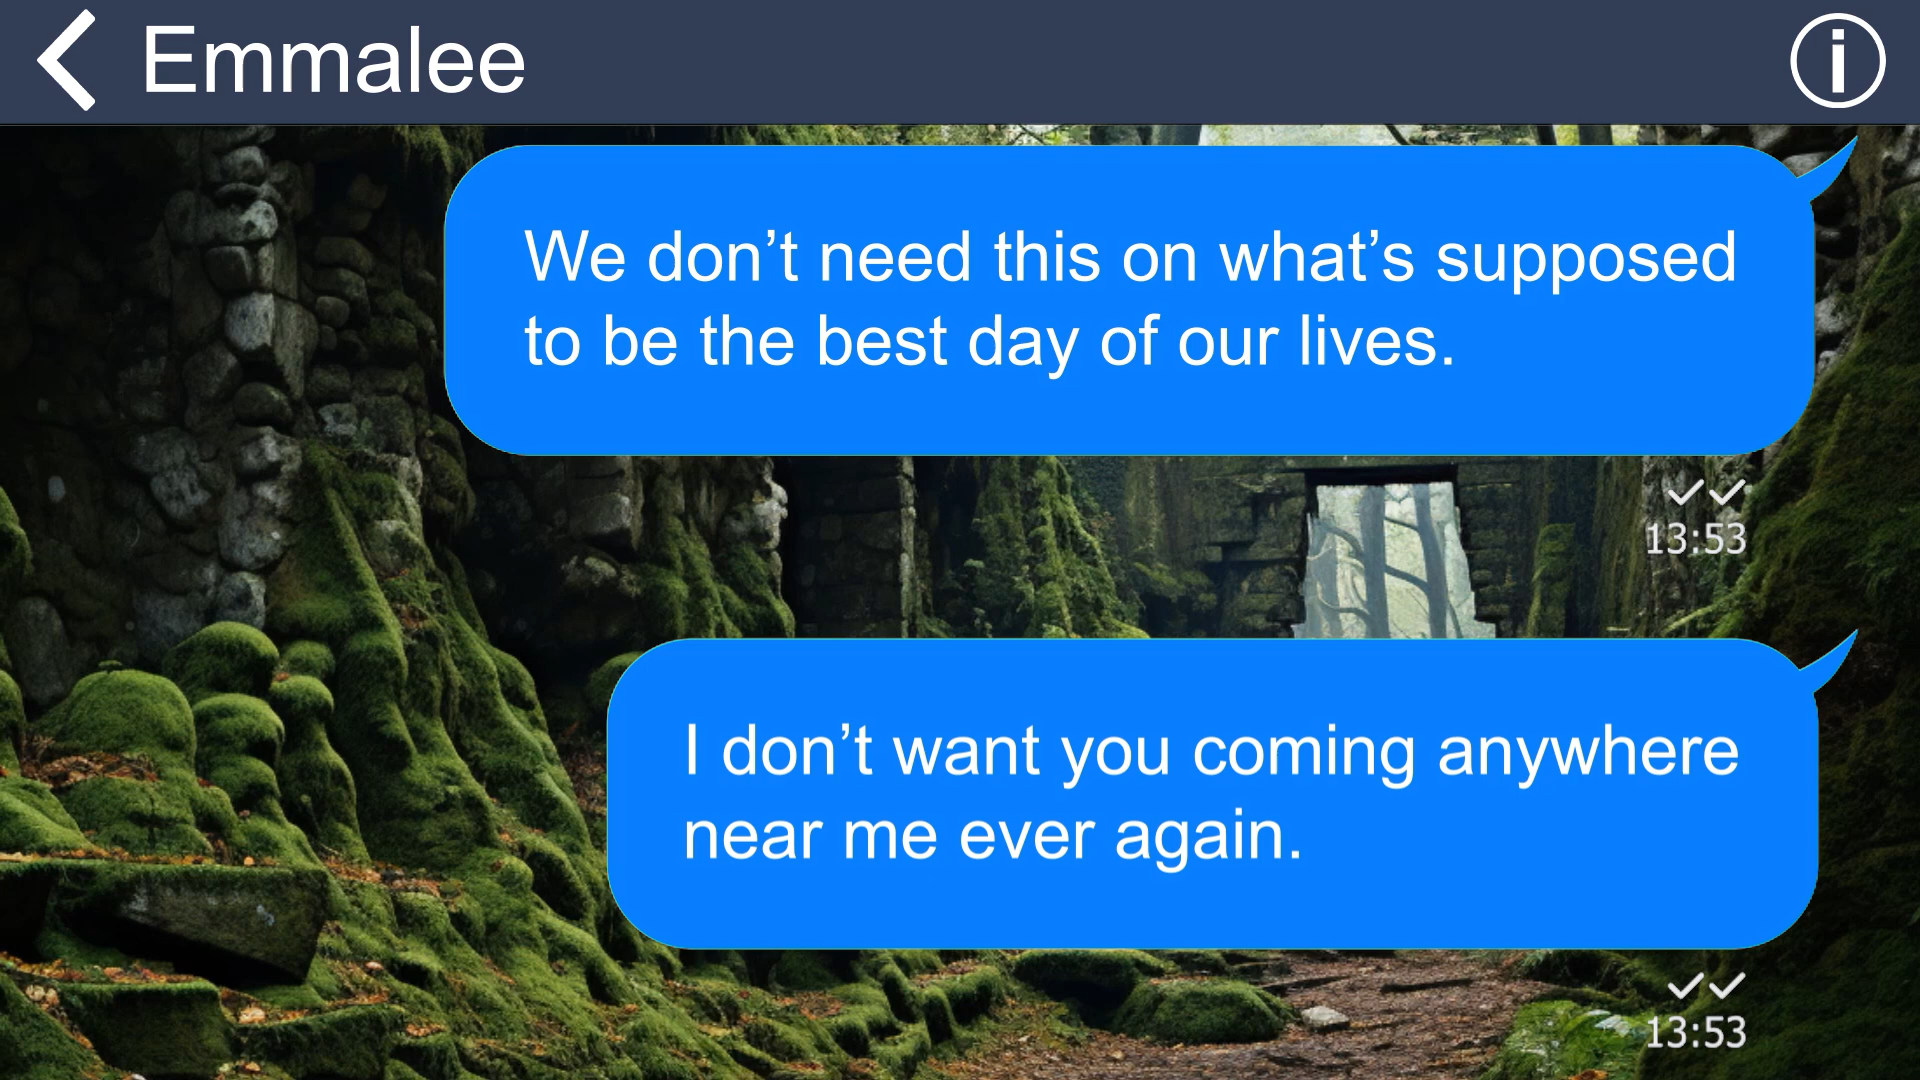 Emmalee
We don’t need this on what’s supposed
to be the best day of our lives.
13:53
I don’t want you coming anywhere
near me ever again.
13:53